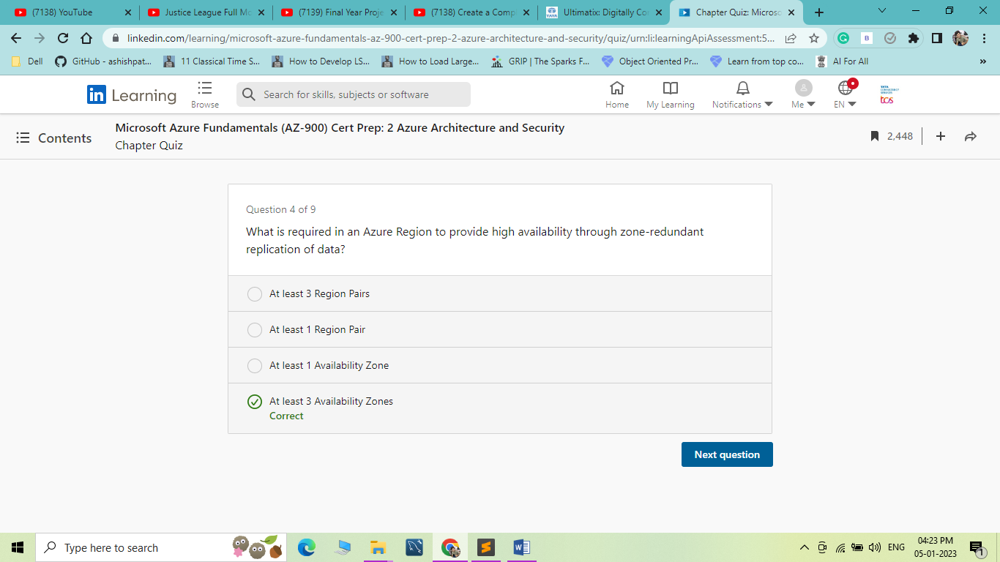 (7138) YouTube
Justice League Full Mo
(7139) Final Year Proje
(7138) Create a Comp
Ultimatix: Digitally Co
Chapter Quiz: Microso
linkedin.com/learning/microsoft-azure-fundamentals-az-900-cert-prep-2-azure-architecture-and-security/quiz/urn:li:learningApiAssessment:5...
Dell
GitHub - ashishpat...
11 Classical Time S...
How to Develop LS...
How to Load Large...
GRIP | The Sparks F...
Object Oriented Pr...
Learn from top co...
AI For All
»
in Learning
Browse
Search for skills, subjects or software
Home
My Learning
Notifications
Me
EN
TATA
CONSULTANCY
SERVICES
tcs
Contents
Microsoft Azure Fundamentals (AZ-900) Cert Prep: 2 Azure Architecture and Security
Chapter Quiz
2,448
Question 4 of 9
What is required in an Azure Region to provide high availability through zone-redundant
replication of data?
At least 3 Region Pairs
At least 1 Region Pair
At least 1 Availability Zone
At least 3 Availability Zones
Correct
Next question
Type here to search
ENG
04:23 PM
05-01-2023
1